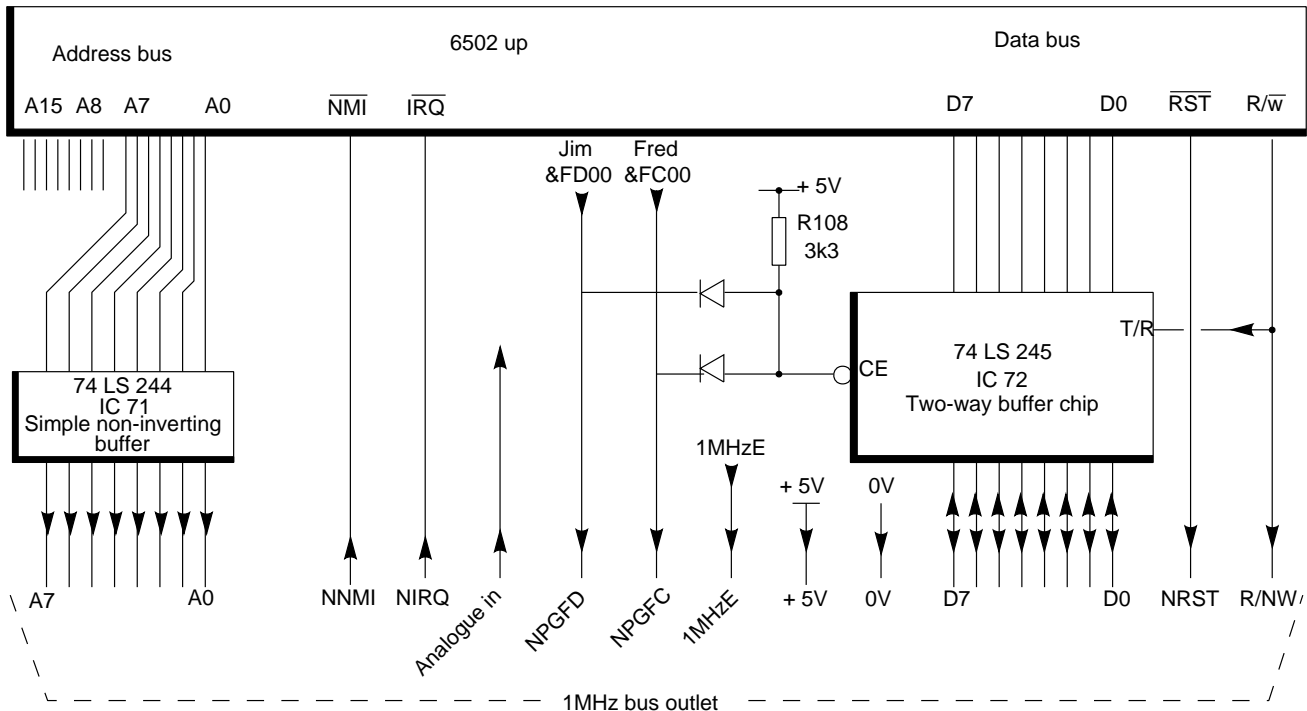 Address bus
6502 up
Data bus
A15 A8 A7 A0 NMI IRQ D7 D0 RST R/w
Jim
&FD00
Fred
&FC00
+ 5V
R108
3k3
T/R
74 LS 244
IC 71
Simple non-inverting
buffer
CE
74 LS 245
IC 72
Two-way buffer chip
1MHzE
+ 5V
0V
A7 A0 NNMI NIRQ Analogue in NPGFD NPGFC 1MHzE + 5V 0V D7 D0 NRST R/NW
1MHz bus outlet